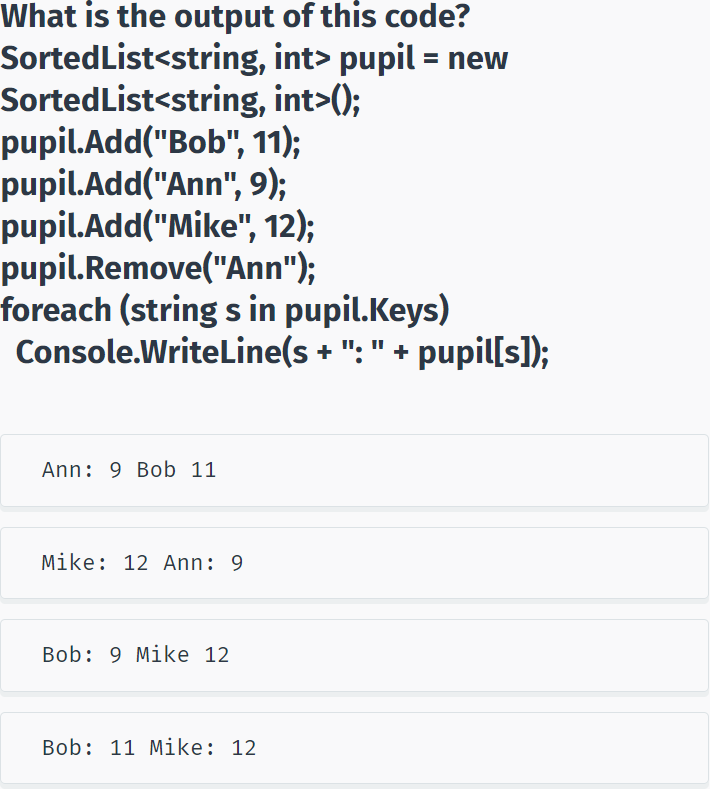 What is the output of this code?
SortedList<string, int> pupil = new
SortedList<string, int>();
pupil.Add("Bob", 11);
pupil.Add("Ann", 9);
pupil.Add("Mike", 12);
pupil.Remove("Ann");
foreach (string s in pupil.Keys)
  Console.WriteLine(s + ": " + pupil[s]);
Ann: 9 Bob 11
Mike: 12 Ann: 9
Bob: 9 Mike 12
Bob: 11 Mike: 12